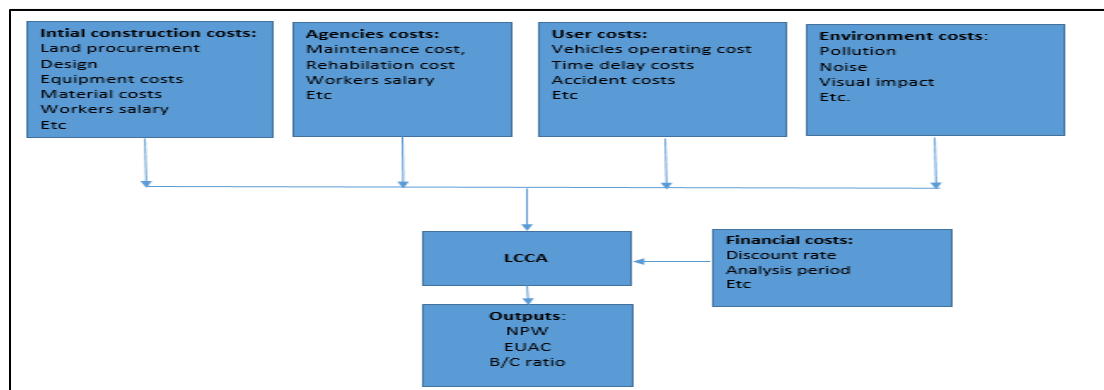 Intial construction costs:
Land procurement
Design
Equipment costs
Material costs
Workers salary
Etc
Agencies costs:
Maintenance cost,
Rehabilation cost
Workers salary
Etc
User costs:
Vehicles operating cost
Time delay costs
Accident costs
Etc
Environment costs:
Pollution
Noise
Visual impact
Etc.
LCCA
Financial costs:
Discount rate
Analysis period
Etc
Outputs:
NPW
EUAC
B/C ratio